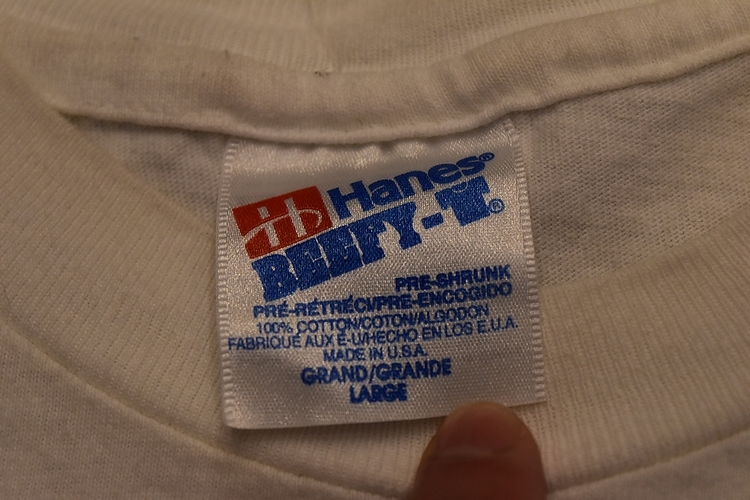 Hanes®
BEEFY-T®
PRE-SHRUNK
PRÉ-RÉTRÉCI/PRE-ENCOGIDO
100% COTTON/COTON/ALGODON
FABRIQUÉ AUX É-U/HECHO EN LOS E.U.A.
MADE IN U.S.A.
GRAND/GRANDE
LARGE